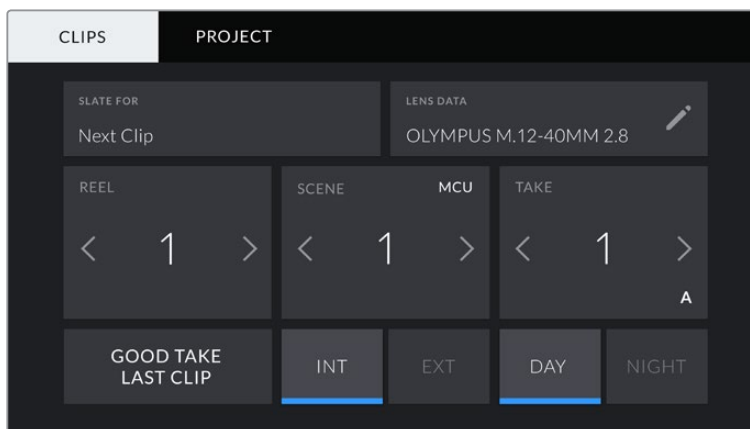 CLIPS PROJECT
SLATE FOR LENS DATA
Next Clip OLYMPUS M.12-40MM 2.8
REEL SCENE MCU TAKE
< 1 > < 1 > < 1 >
A
GOOD TAKE
LAST CLIP
INT EXT DAY NIGHT